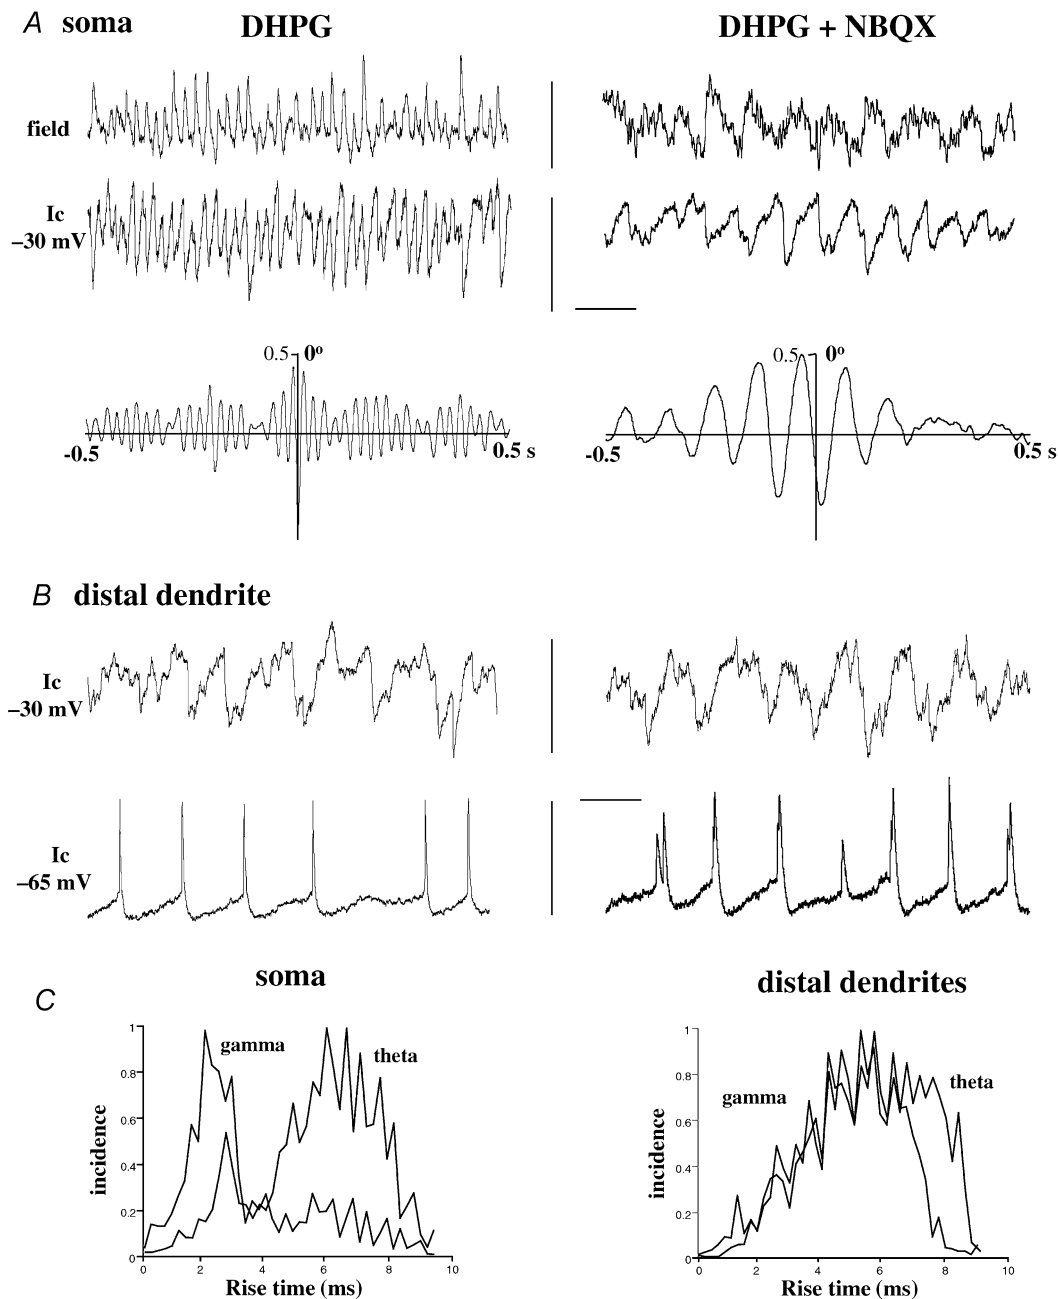 A soma
DHPG
DHPG + NBQX
field
Ic
–30 mV
0.5
0º
-0.5
0.5 s
0.5
0º
-0.5
0.5 s
B distal dendrite
Ic
–30 mV
Ic
–65 mV
C
soma
distal dendrites
1
0.8
0.6
0.4
0.2
0
incidence
gamma
theta
0 2 4 6 8 10
Rise time (ms)
1
0.8
0.6
0.4
0.2
0
incidence
gamma
theta
0 2 4 6 8 10
Rise time (ms)